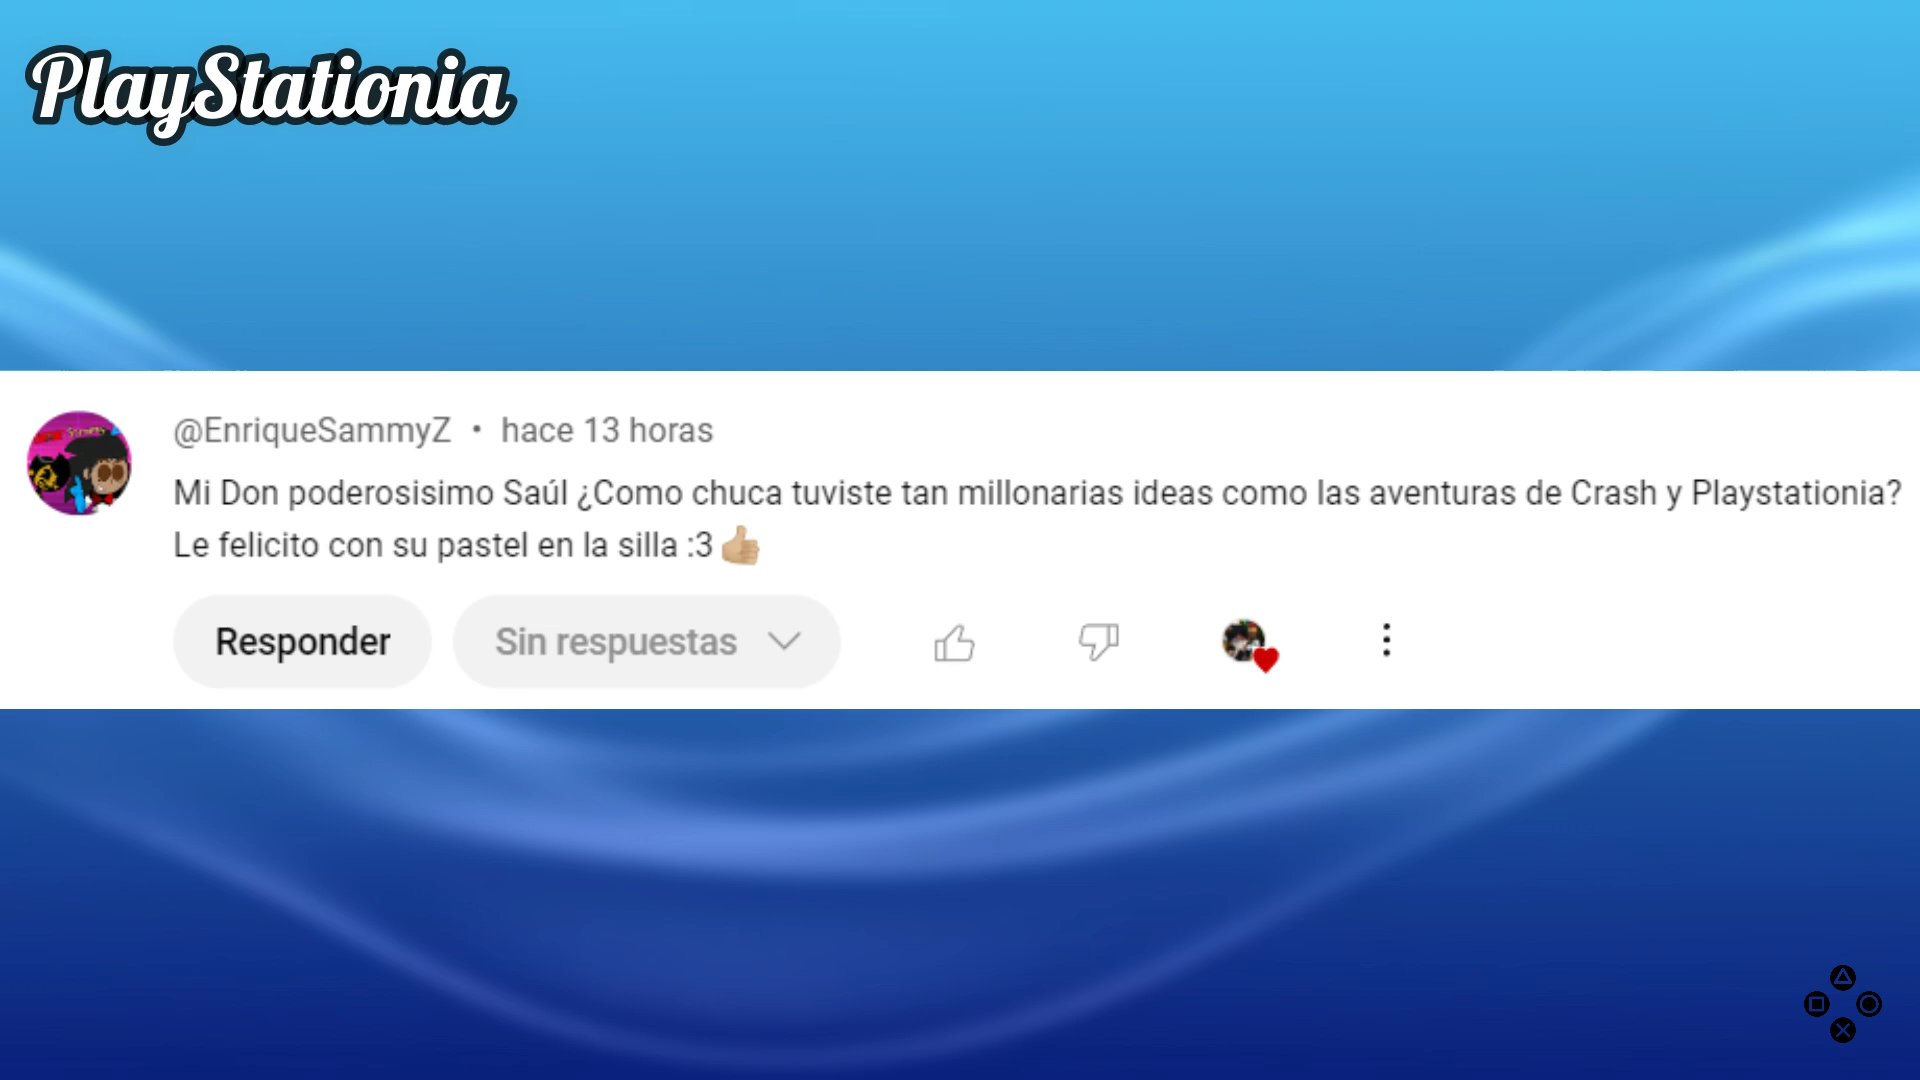 PlayStationia
@EnriqueSammyZ • hace 13 horas
Mi Don poderosisimo Saúl ¿Como chuca tuviste tan millonarias ideas como las aventuras de Crash y Playstationia?
Le felicito con su pastel en la silla :3 👍🏼
Responder
Sin respuestas